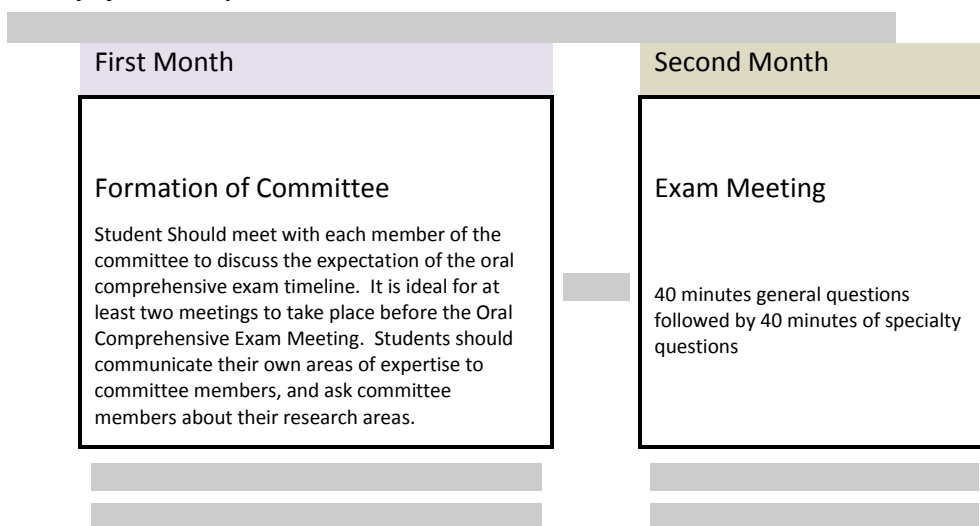 First Month
Formation of Committee
Student Should meet with each member of the
committee to discuss the expectation of the oral
comprehensive exam timeline.  It is ideal for at
least two meetings to take place before the Oral
Comprehensive Exam Meeting.  Students should
communicate their own areas of expertise to
committee members, and ask committee
members about their research areas.
Second Month
Exam Meeting
40 minutes general questions
followed by 40 minutes of specialty
questions